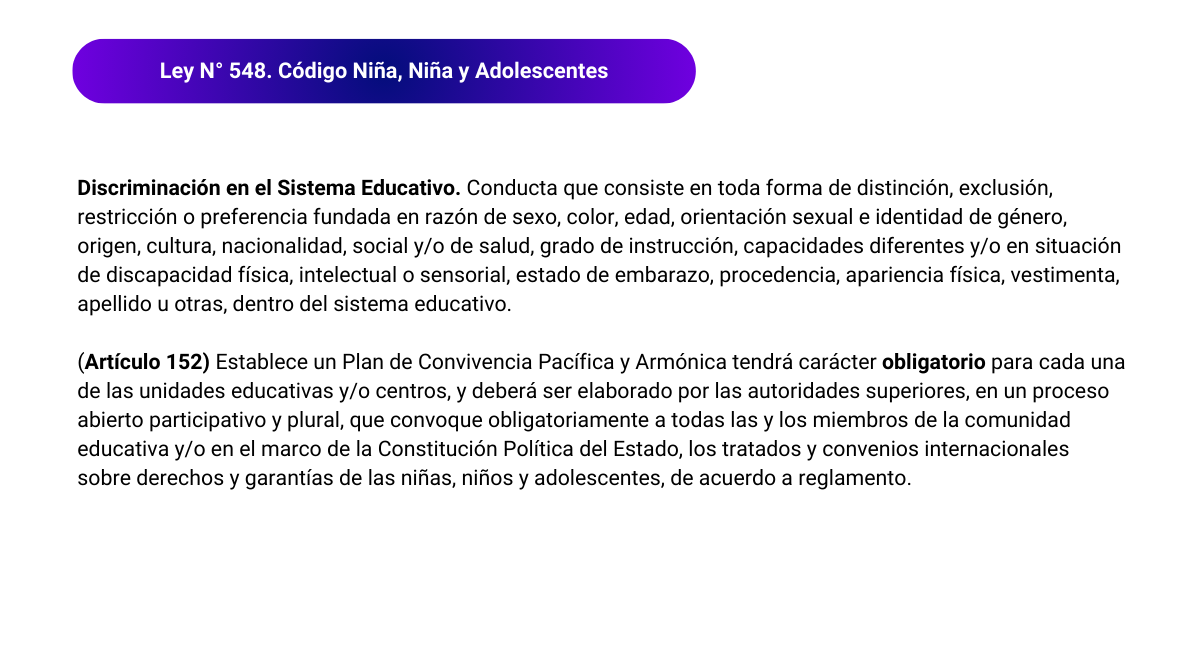 Ley N° 548. Código Niña, Niña y Adolescentes
Discriminación en el Sistema Educativo. Conducta que consiste en toda forma de distinción, exclusión,
restricción o preferencia fundada en razón de sexo, color, edad, orientación sexual e identidad de género,
origen, cultura, nacionalidad, social y/o de salud, grado de instrucción, capacidades diferentes y/o en situación
de discapacidad física, intelectual o sensorial, estado de embarazo, procedencia, apariencia física, vestimenta,
apellido u otras, dentro del sistema educativo.
(Artículo 152) Establece un Plan de Convivencia Pacífica y Armónica tendrá carácter obligatorio para cada una
de las unidades educativas y/o centros, y deberá ser elaborado por las autoridades superiores, en un proceso
abierto participativo y plural, que convoque obligatoriamente a todas las y los miembros de la comunidad
educativa y/o en el marco de la Constitución Política del Estado, los tratados y convenios internacionales
sobre derechos y garantías de las niñas, niños y adolescentes, de acuerdo a reglamento.